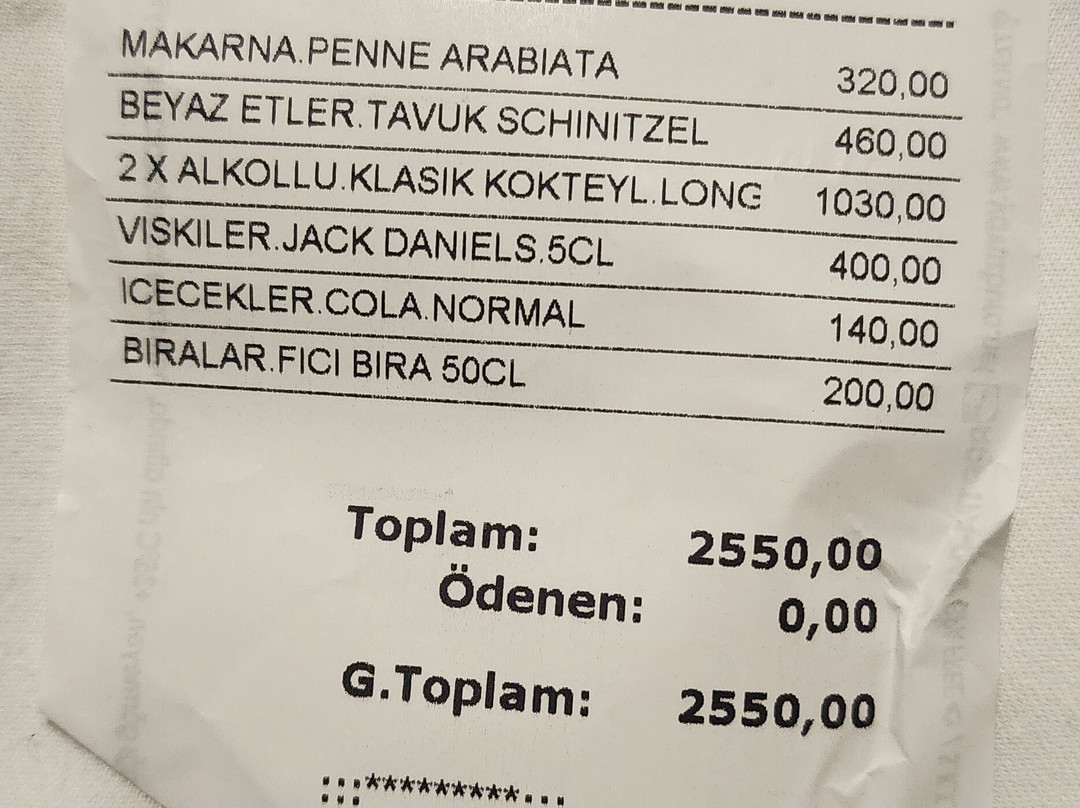 MAKARNA.PENNE ARABIATA 320,00
BEYAZ ETLER.TAVUK SCHINITZEL 460,00
2 X ALKOLLU.KLASIK KOKTEYL.LONG 1030,00
VISKILER.JACK DANIELS.5CL 400,00
ICECEKLER.COLA.NORMAL 140,00
BIRALAR.FICI BIRA 50CL 200,00
Toplam: 2550,00
Ödenen: 0,00
G.Toplam: 2550,00